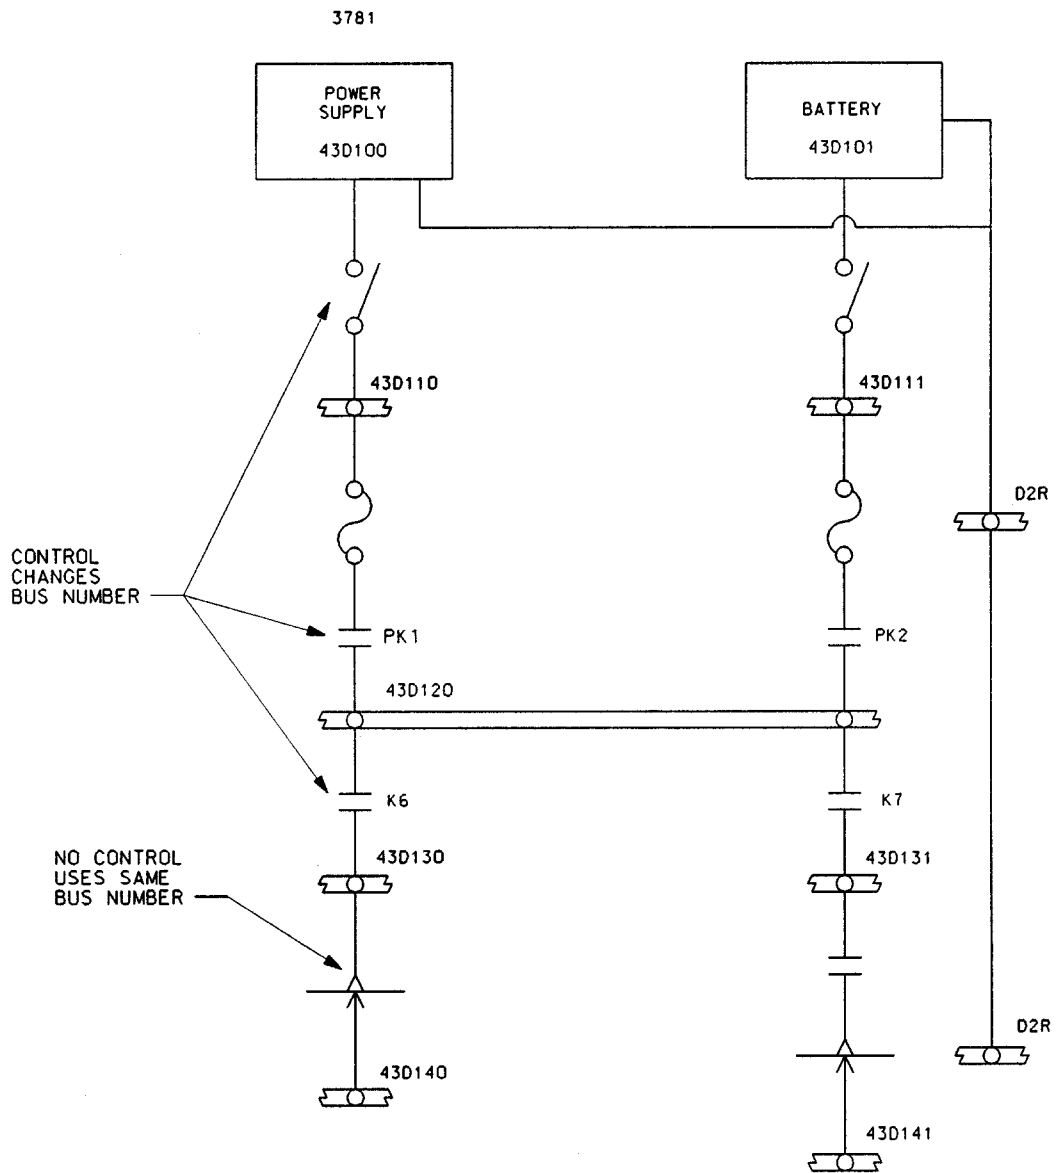 3781
POWER
SUPPLY
43D100
BATTERY
43D101
43D110
43D111
D2R
CONTROL
CHANGES
BUS NUMBER
PK1
PK2
43D120
K6
K7
43D130
43D131
NO CONTROL
USES SAME
BUS NUMBER
D2R
43D140
43D141